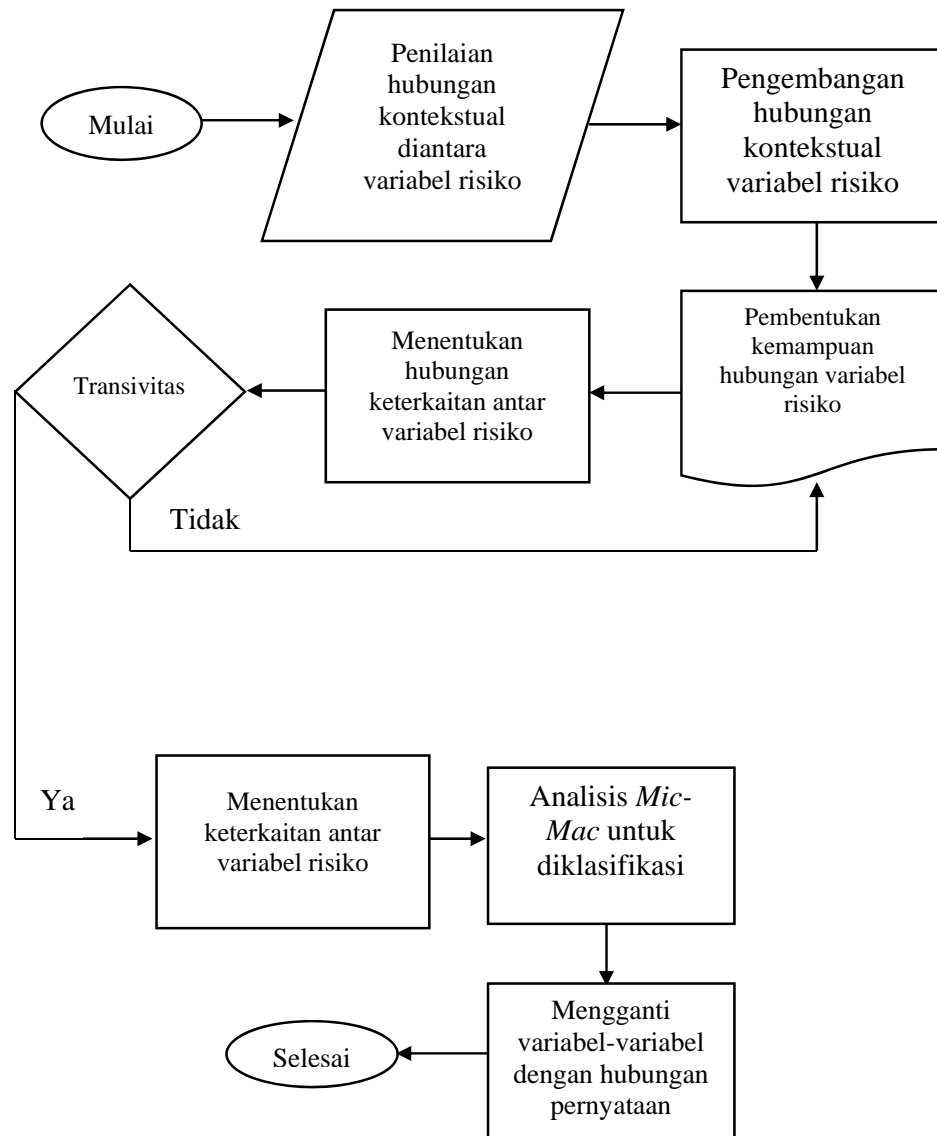 Mulai
Penilaian
hubungan
kontekstual
diantara
variabel risiko
Pengembangan
hubungan
kontekstual
variabel risiko
Pembentukan
kemampuan
hubungan variabel
risiko
Menentukan
hubungan
keterkaitan antar
variabel risiko
Transivitas
Tidak
Ya
Menentukan
keterkaitan antar
variabel risiko
Analisis Mic-
Mac untuk
diklasifikasi
Mengganti
variabel-variabel
dengan hubungan
pernyataan
Selesai